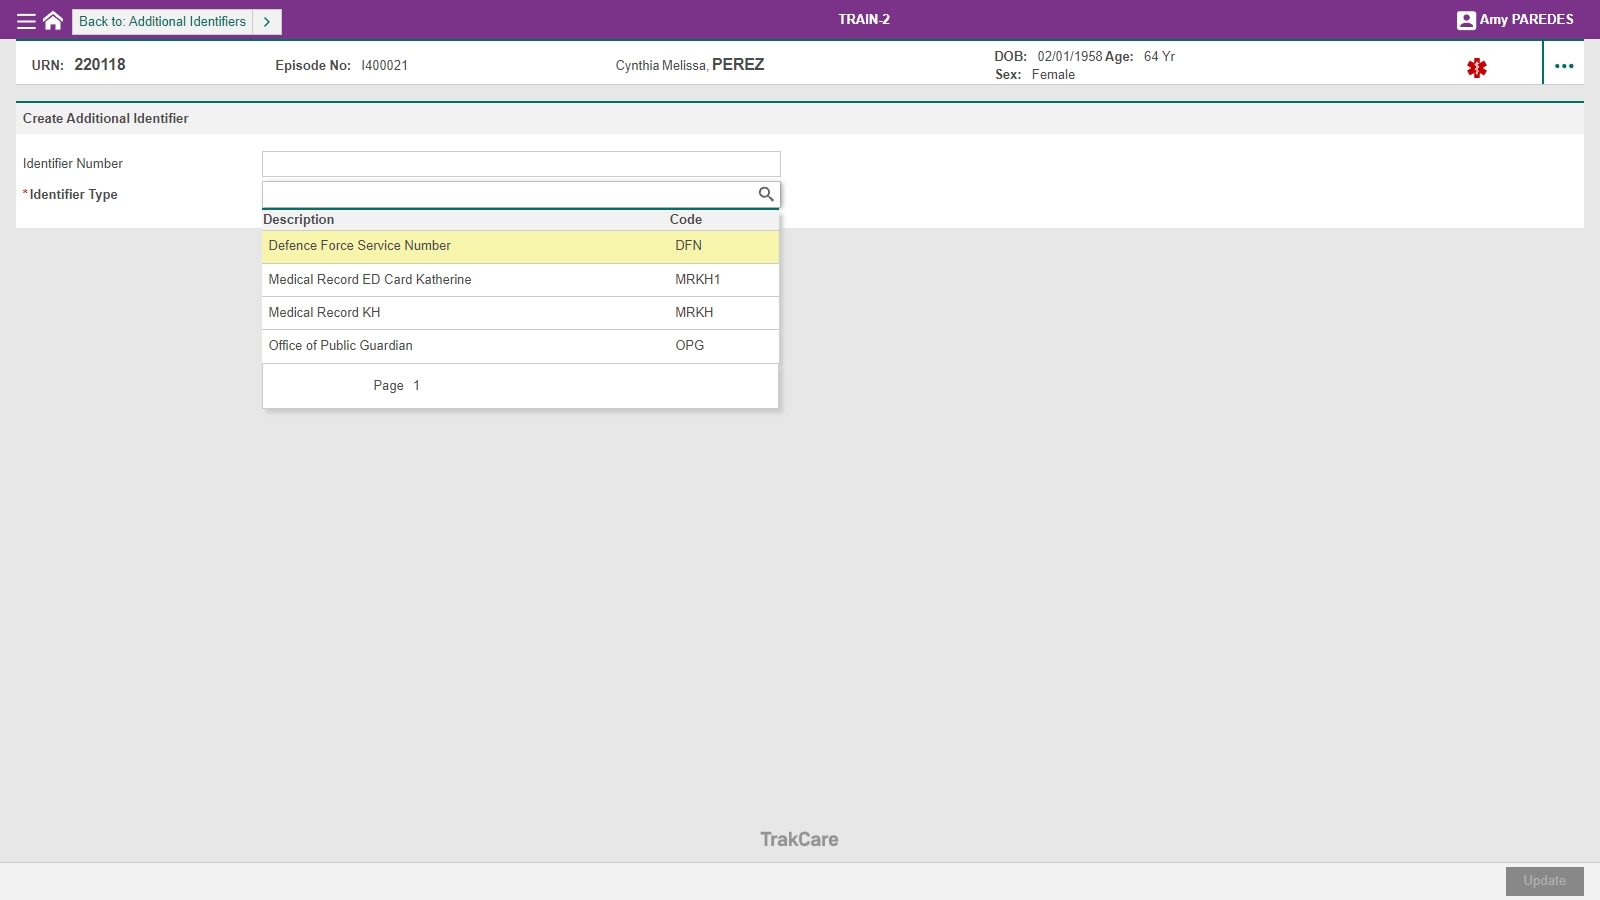 Back to: Additional Identifiers
TRAIN-2
Amy PAREDES
URN: 220118
Episode No: I400021
Cynthia Melissa, PEREZ
DOB: 02/01/1958 Age: 64 Yr
Sex: Female
Create Additional Identifier
Identifier Number
*Identifier Type
Description Code
Defence Force Service Number DFN
Medical Record ED Card Katherine MRKH1
Medical Record KH MRKH
Office of Public Guardian OPG
Page 1
TrakCare
Update